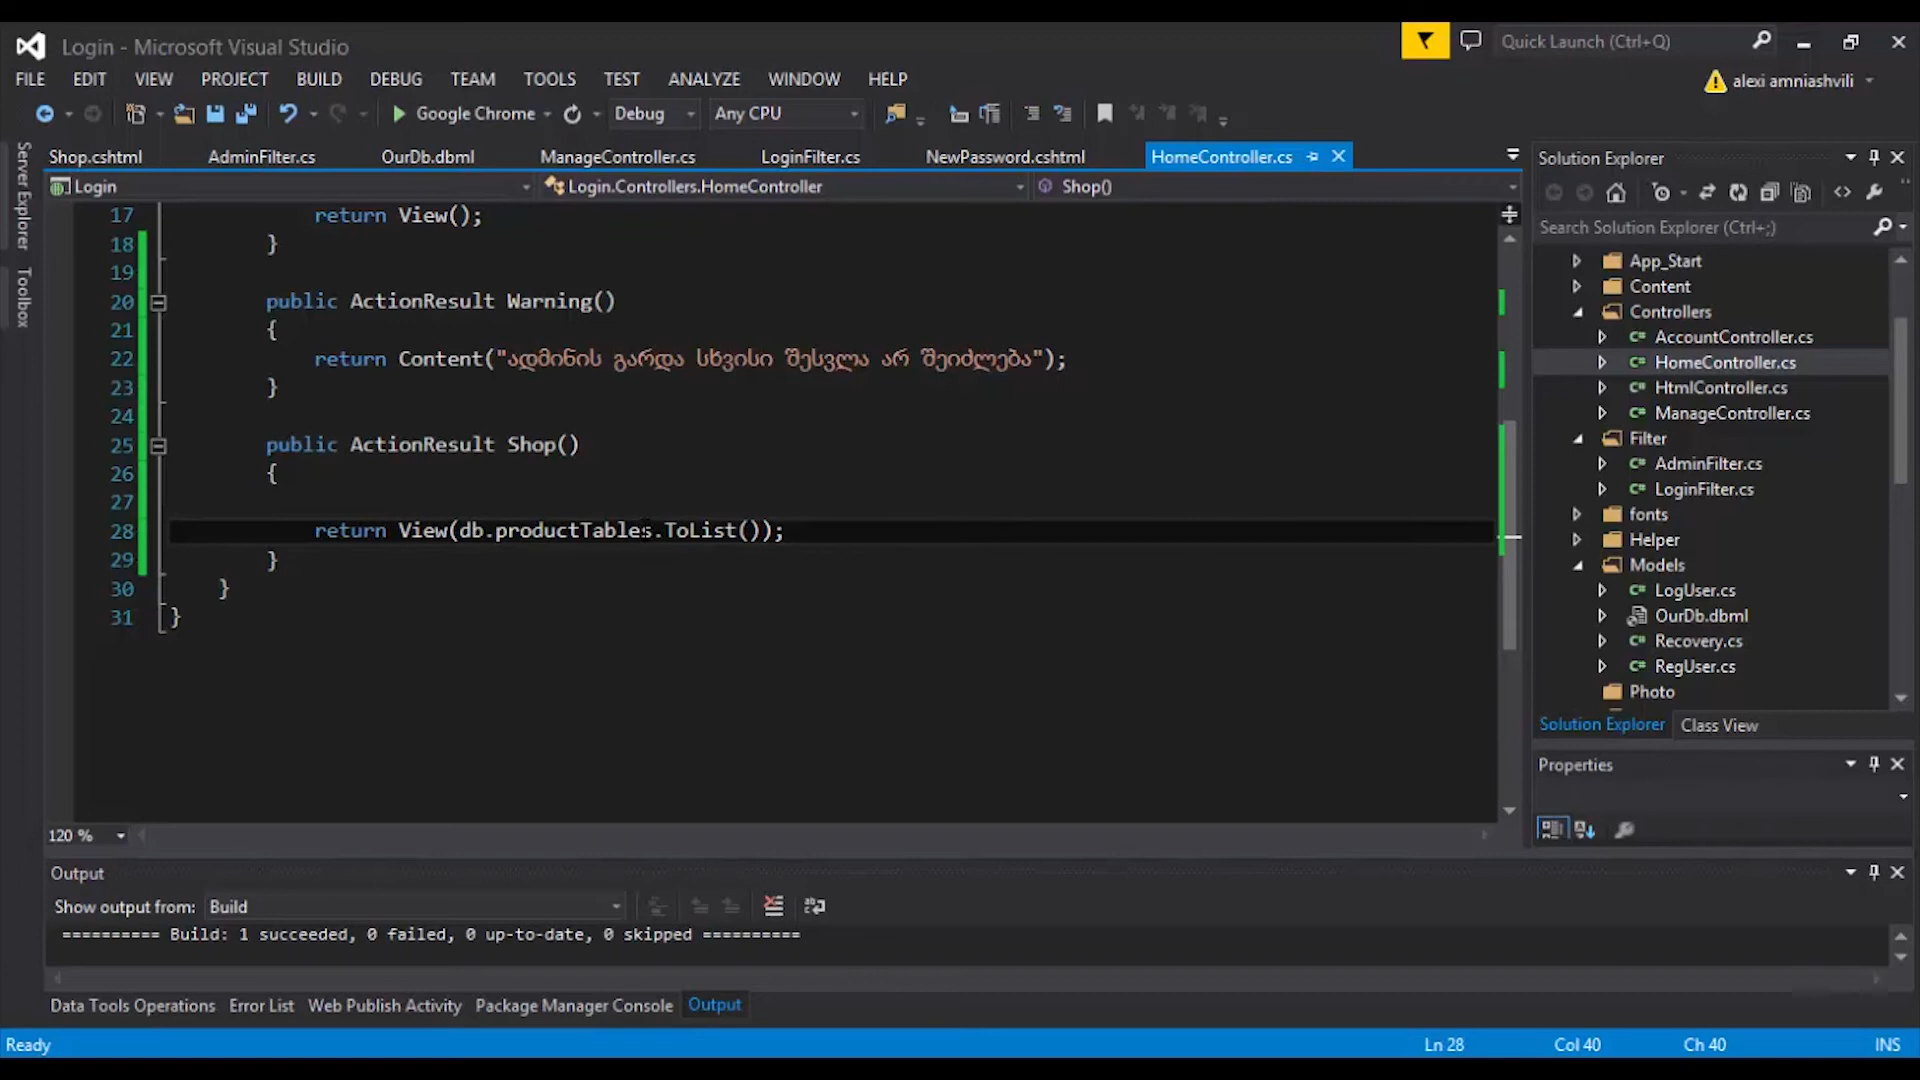 Login - Microsoft Visual Studio
Quick Launch (Ctrl+Q)
FILE EDIT VIEW PROJECT BUILD DEBUG TEAM TOOLS TEST ANALYZE WINDOW HELP
alexi amniashvili
Google Chrome Debug Any CPU
Server Explorer
Toolbox
Shop.cshtml AdminFilter.cs OurDb.dbml ManageController.cs LoginFilter.cs NewPassword.cshtml HomeController.cs
Login Login.Controllers.HomeController Shop()
17 return View();
18 }
19
20 public ActionResult Warning()
21 {
22 return Content("ადმინის გარდა სხვისი შესვლა არ შეიძლება");
23 }
24
25 public ActionResult Shop()
26 {
27
28 return View(db.productTables.ToList());
29 }
30 }
31 }
120 %
Solution Explorer
Search Solution Explorer (Ctrl+;)
App_Start
Content
Controllers
AccountController.cs
HomeController.cs
HtmlController.cs
ManageController.cs
Filter
AdminFilter.cs
LoginFilter.cs
fonts
Helper
Models
LogUser.cs
OurDb.dbml
Recovery.cs
RegUser.cs
Photo
Solution Explorer Class View
Properties
Output
Show output from: Build
========== Build: 1 succeeded, 0 failed, 0 up-to-date, 0 skipped ==========
Data Tools Operations Error List Web Publish Activity Package Manager Console Output
Ready Ln 28 Col 40 Ch 40 INS